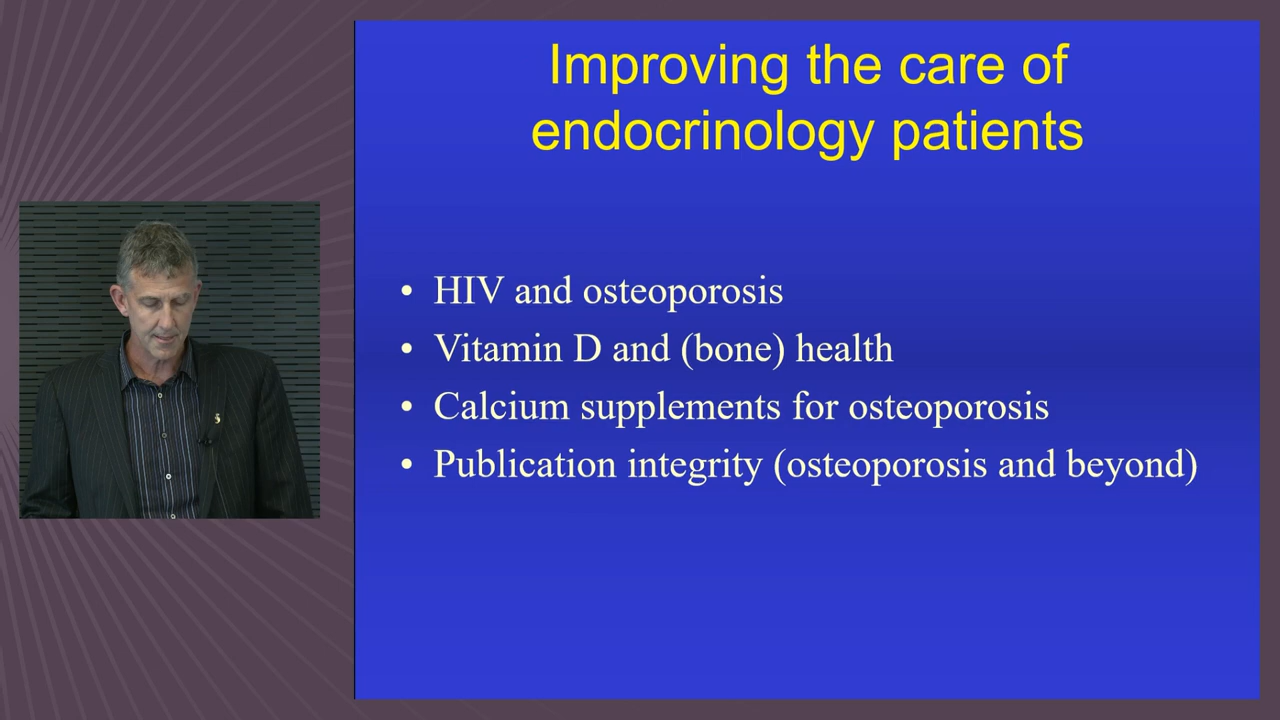 Improving the care of
endocrinology patients
• HIV and osteoporosis
• Vitamin D and (bone) health
• Calcium supplements for osteoporosis
• Publication integrity (osteoporosis and beyond)